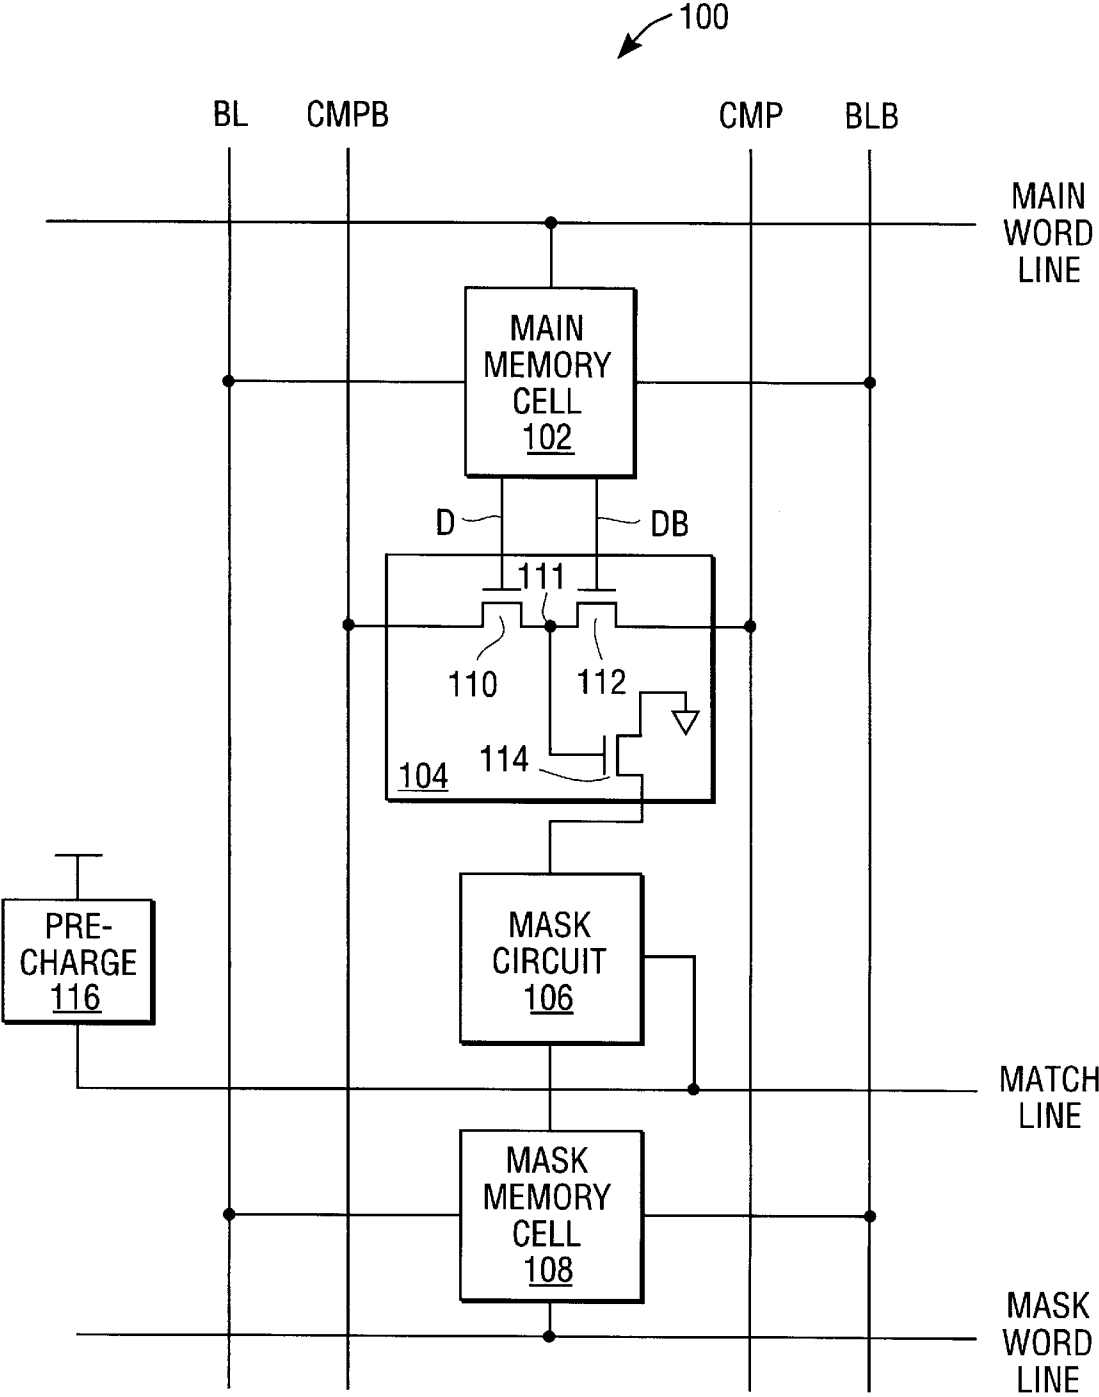 100
BL
CMPB
CMP
BLB
MAIN
WORD
LINE
MAIN
MEMORY
CELL
102
D
DB
111
110
112
114
104
PRE-
CHARGE
116
MASK
CIRCUIT
106
MATCH
LINE
MASK
MEMORY
CELL
108
MASK
WORD
LINE